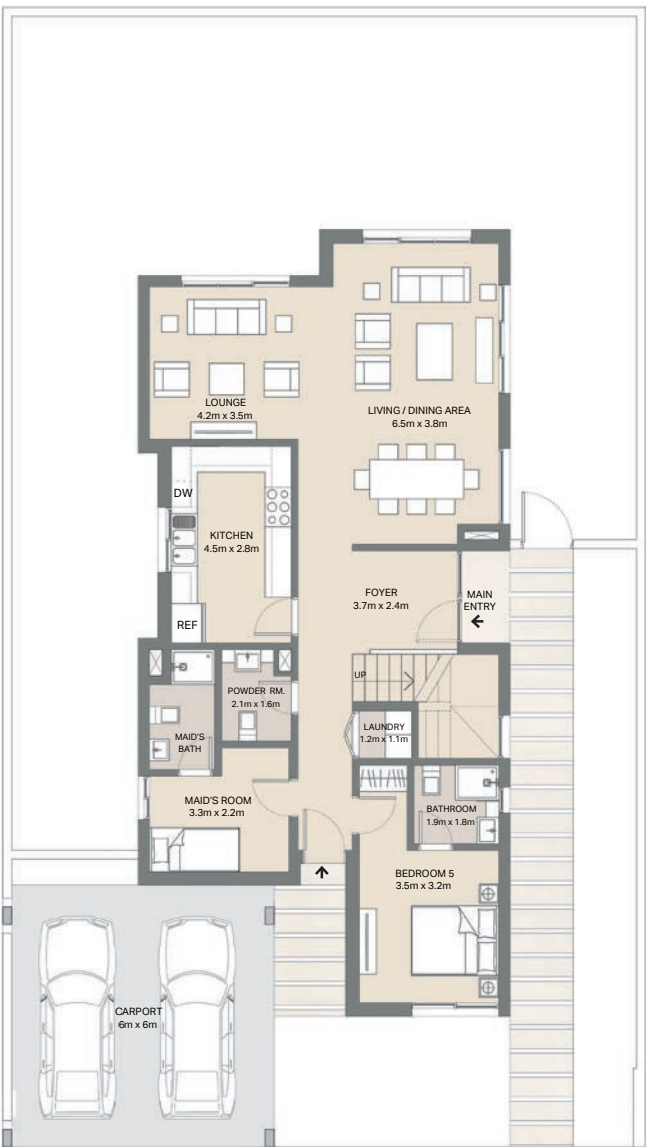 LOUNGE
4.2m x 3.5m
LIVING / DINING AREA
6.5m x 3.8m
DW
KITCHEN
4.5m x 2.8m
REF
FOYER
3.7m x 2.4m
MAIN
ENTRY
UP
POWDER RM.
2.1m x 1.6m
MAID'S
BATH
LAUNDRY
1.2m x 1.1m
MAID'S ROOM
3.3m x 2.2m
BATHROOM
1.9m x 1.8m
BEDROOM 5
3.5m x 3.2m
CARPORT
6m x 6m